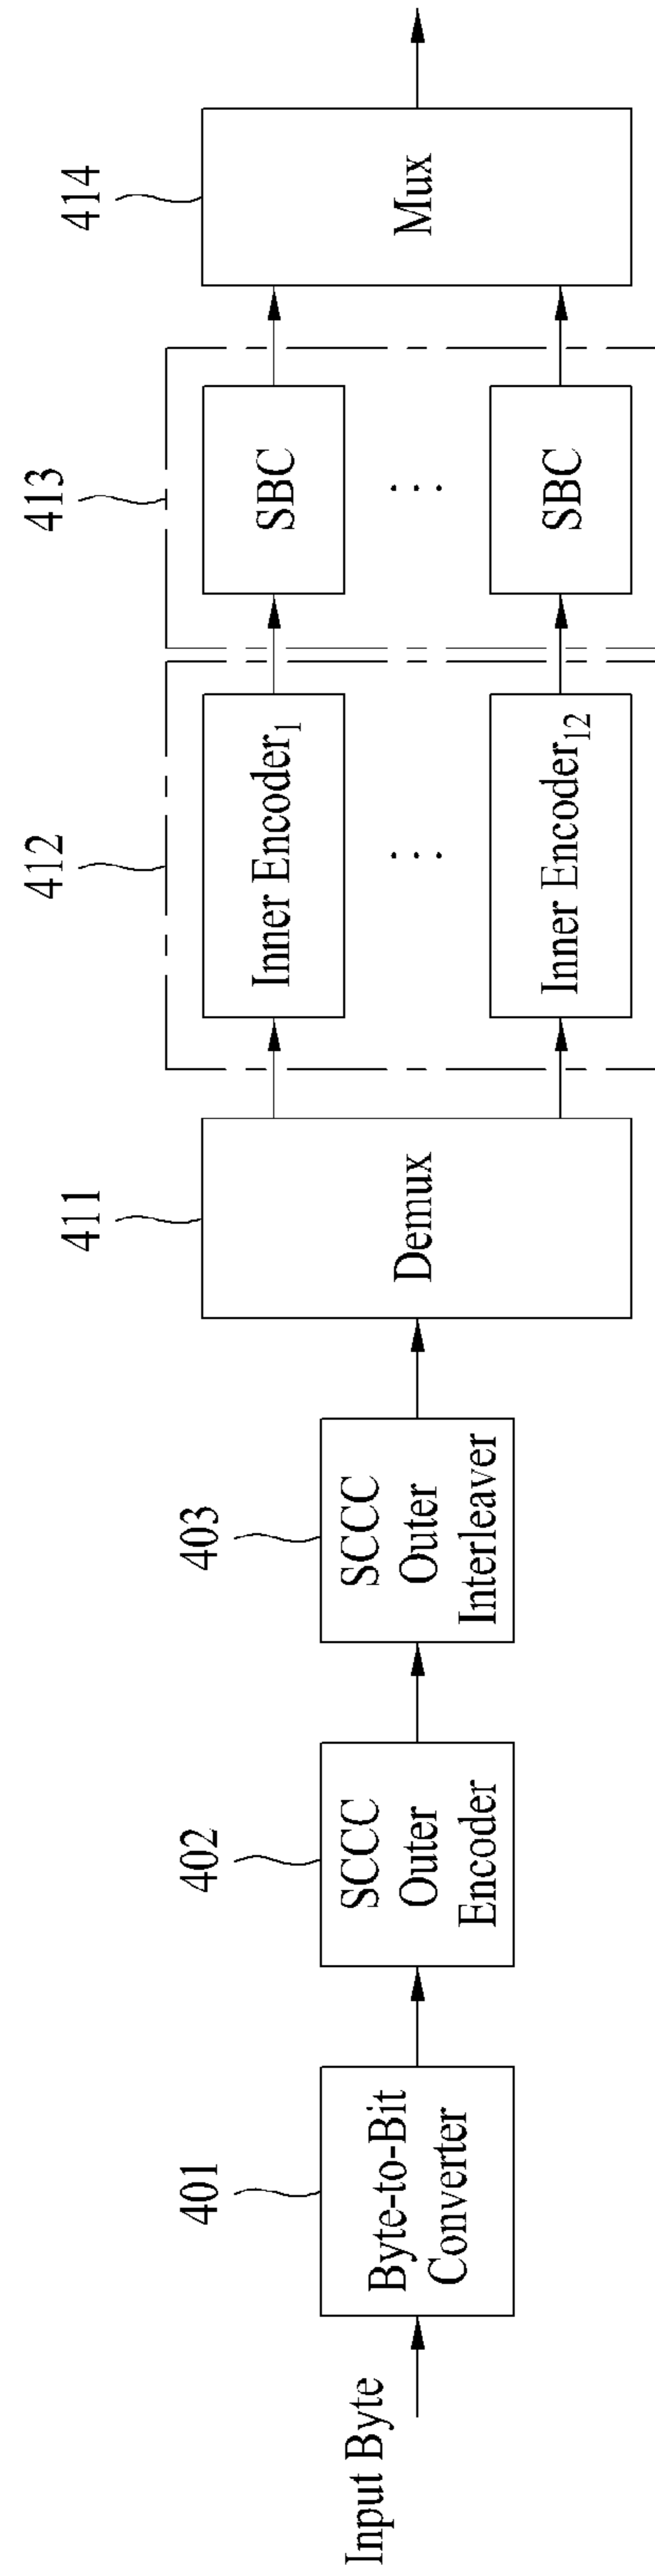 Input Byte
401
Byte-to-Bit
Converter
402
SCCC
Outer
Encoder
403
SCCC
Outer
Interleaver
411
Demux
412
Inner Encoder1
Inner Encoder12
413
SBC
SBC
414
Mux